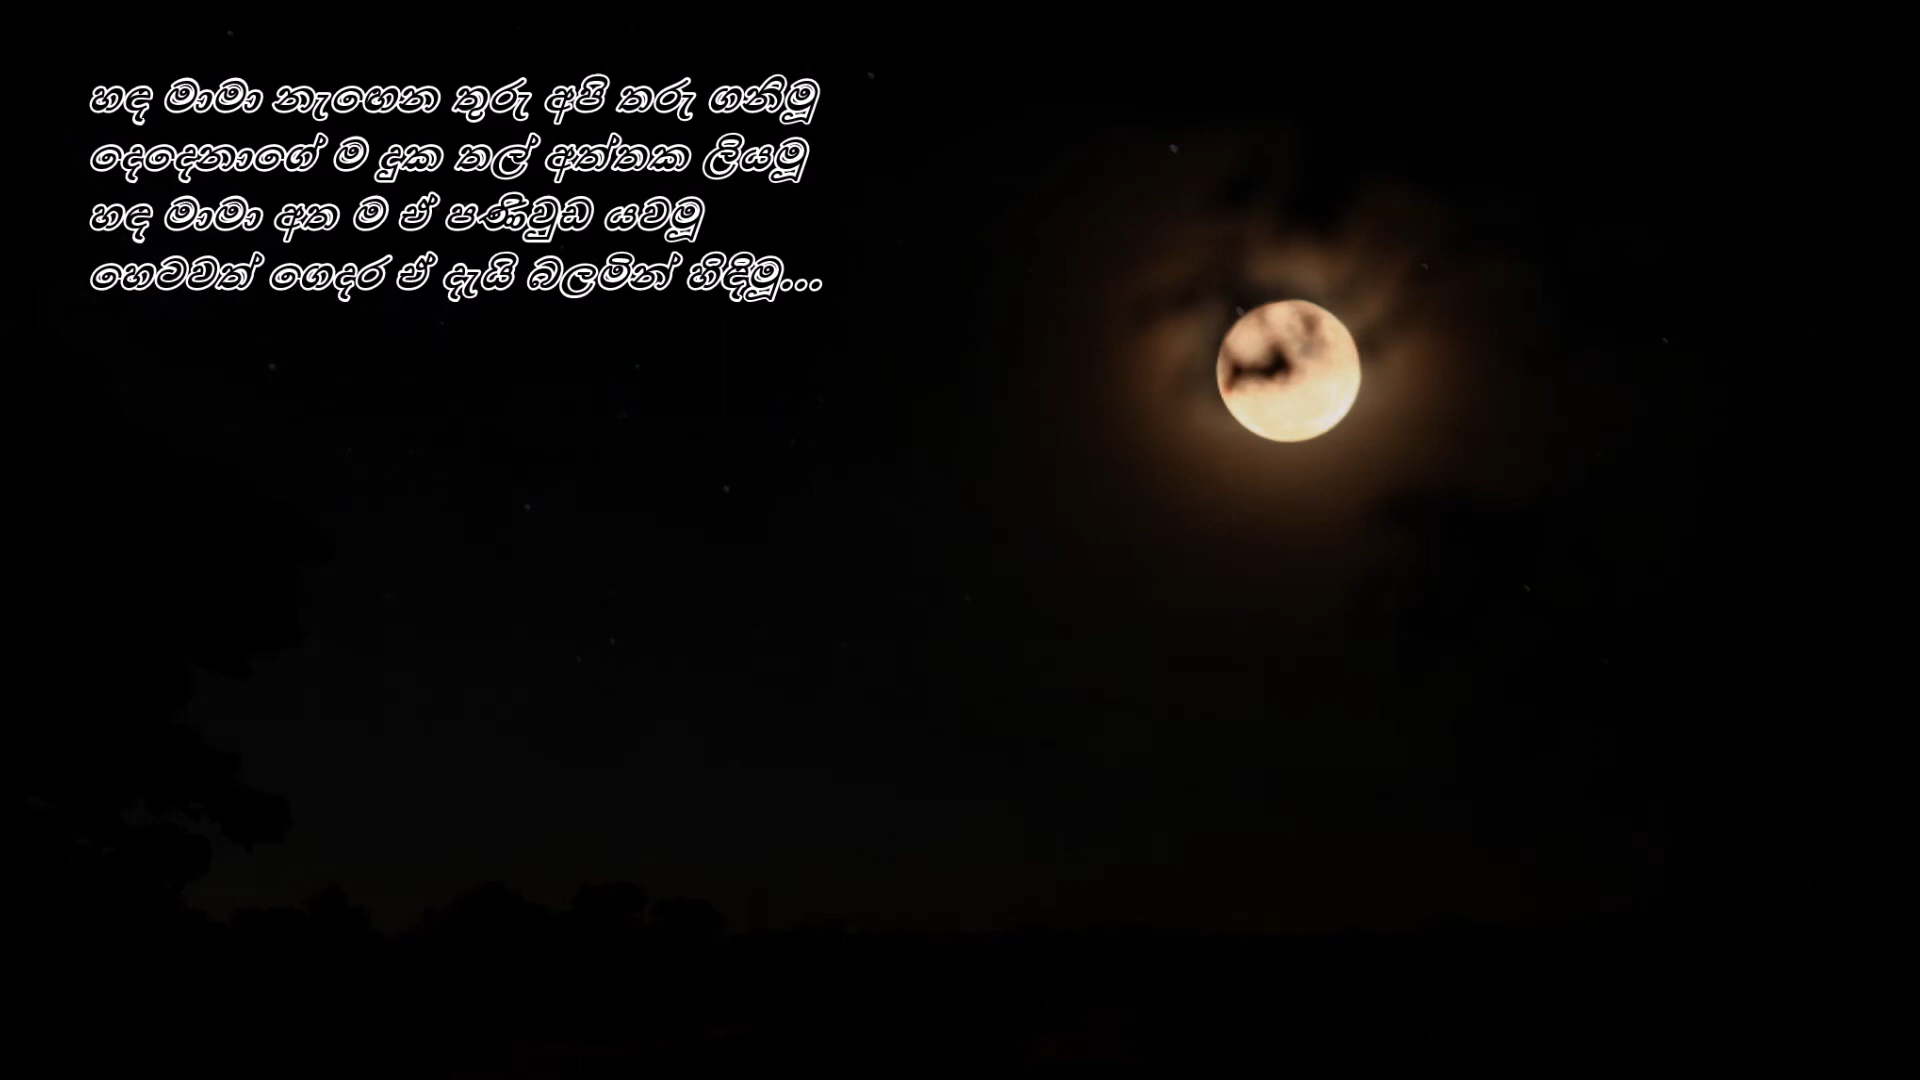 හඳ මාමා නැහෙන තුරු අපි තරු ගනිමූ
දෙදෙනාගේ ම දුක තල් අත්තක ලියමූ
හඳ මාමා අත ම ඒ පණිවුඩ යවමූ
හෙටවත් ගෙදර ඒ දැයි බලමින් හිඳිමූ...